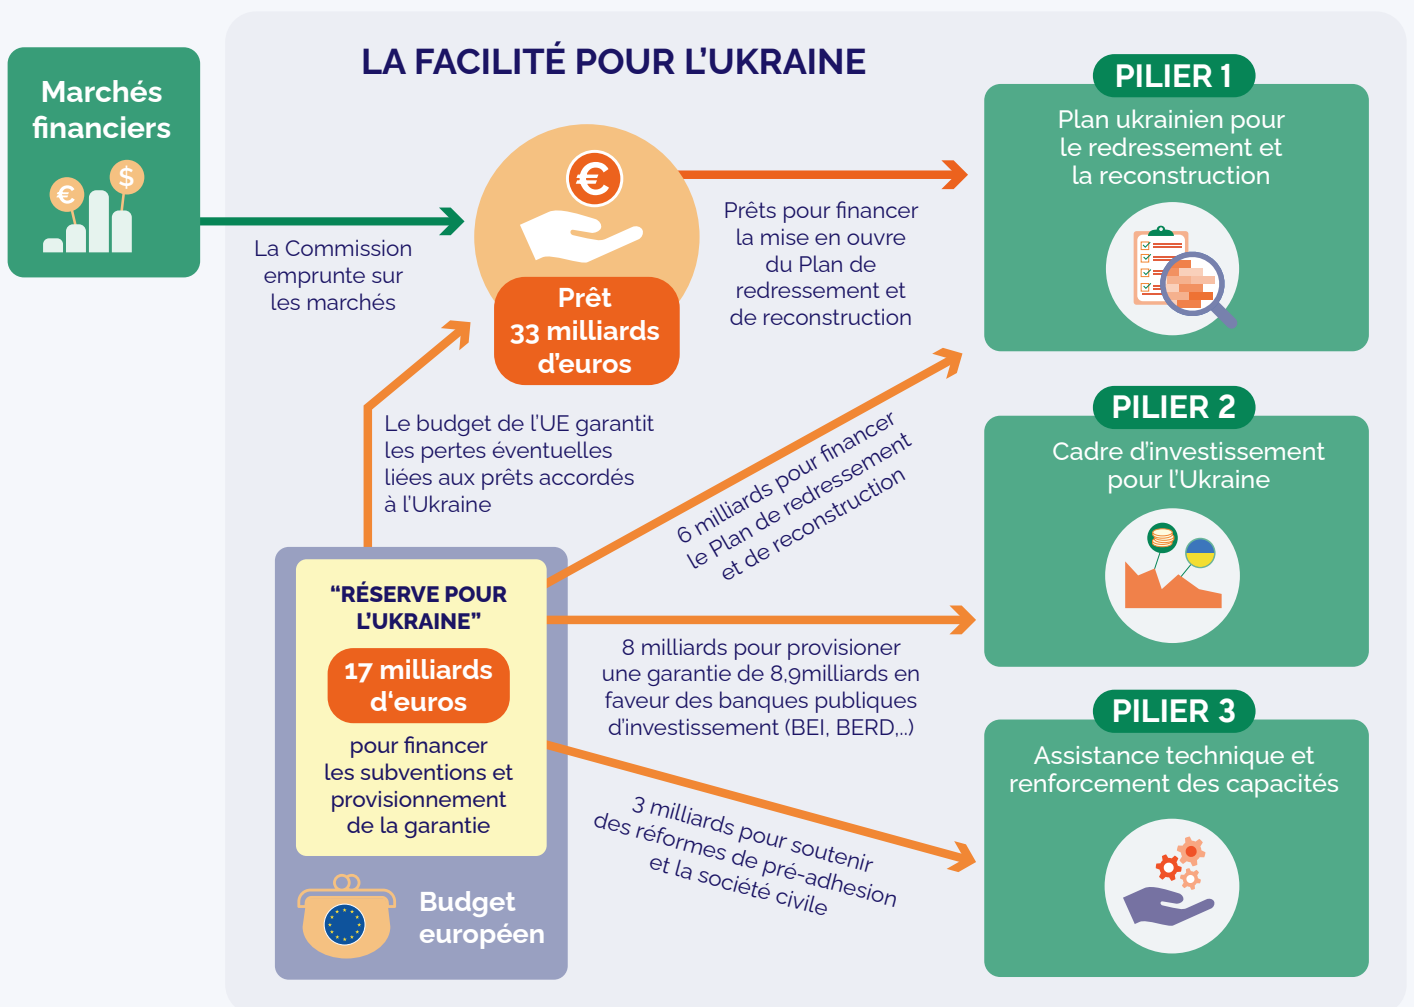 LA FACILITÉ POUR L’UKRAINE
Marchés
financiers
€
$
La Commission
emprunte sur
les marchés
€
Prêt
33 milliards
d’euros
Prêts pour financer
la mise en ouvre
du Plan de
redressement et
de reconstruction
PILIER 1
Plan ukrainien pour
le redressement et
la reconstruction
Le budget de l’UE garantit
les pertes éventuelles
liées aux prêts accordés
à l’Ukraine
6 milliards pour financer
le Plan de redressement
et de reconstruction
PILIER 2
Cadre d’investissement
pour l’Ukraine
“RÉSERVE POUR
L’UKRAINE”
17 milliards
d‘euros
pour financer
les subventions et
provisionnement
de la garantie
8 milliards pour provisioner
une garantie de 8,9milliards en
faveur des banques publiques
d’investissement (BEI, BERD,..)
3 milliards pour soutenir
des réformes de pré-adhesion
et la société civile
PILIER 3
Assistance technique et
renforcement des capacités
Budget
européen